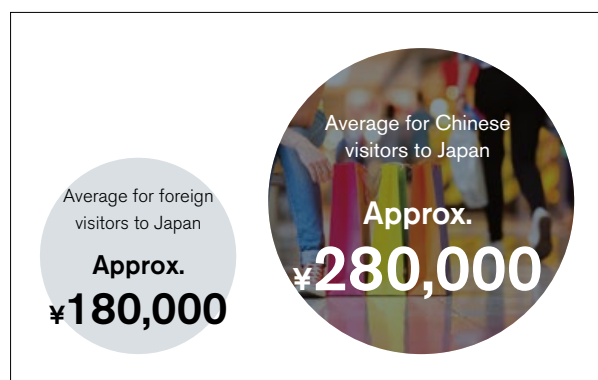 Average for foreign
visitors to Japan
Approx.
¥180,000
Average for Chinese
visitors to Japan
Approx.
¥280,000